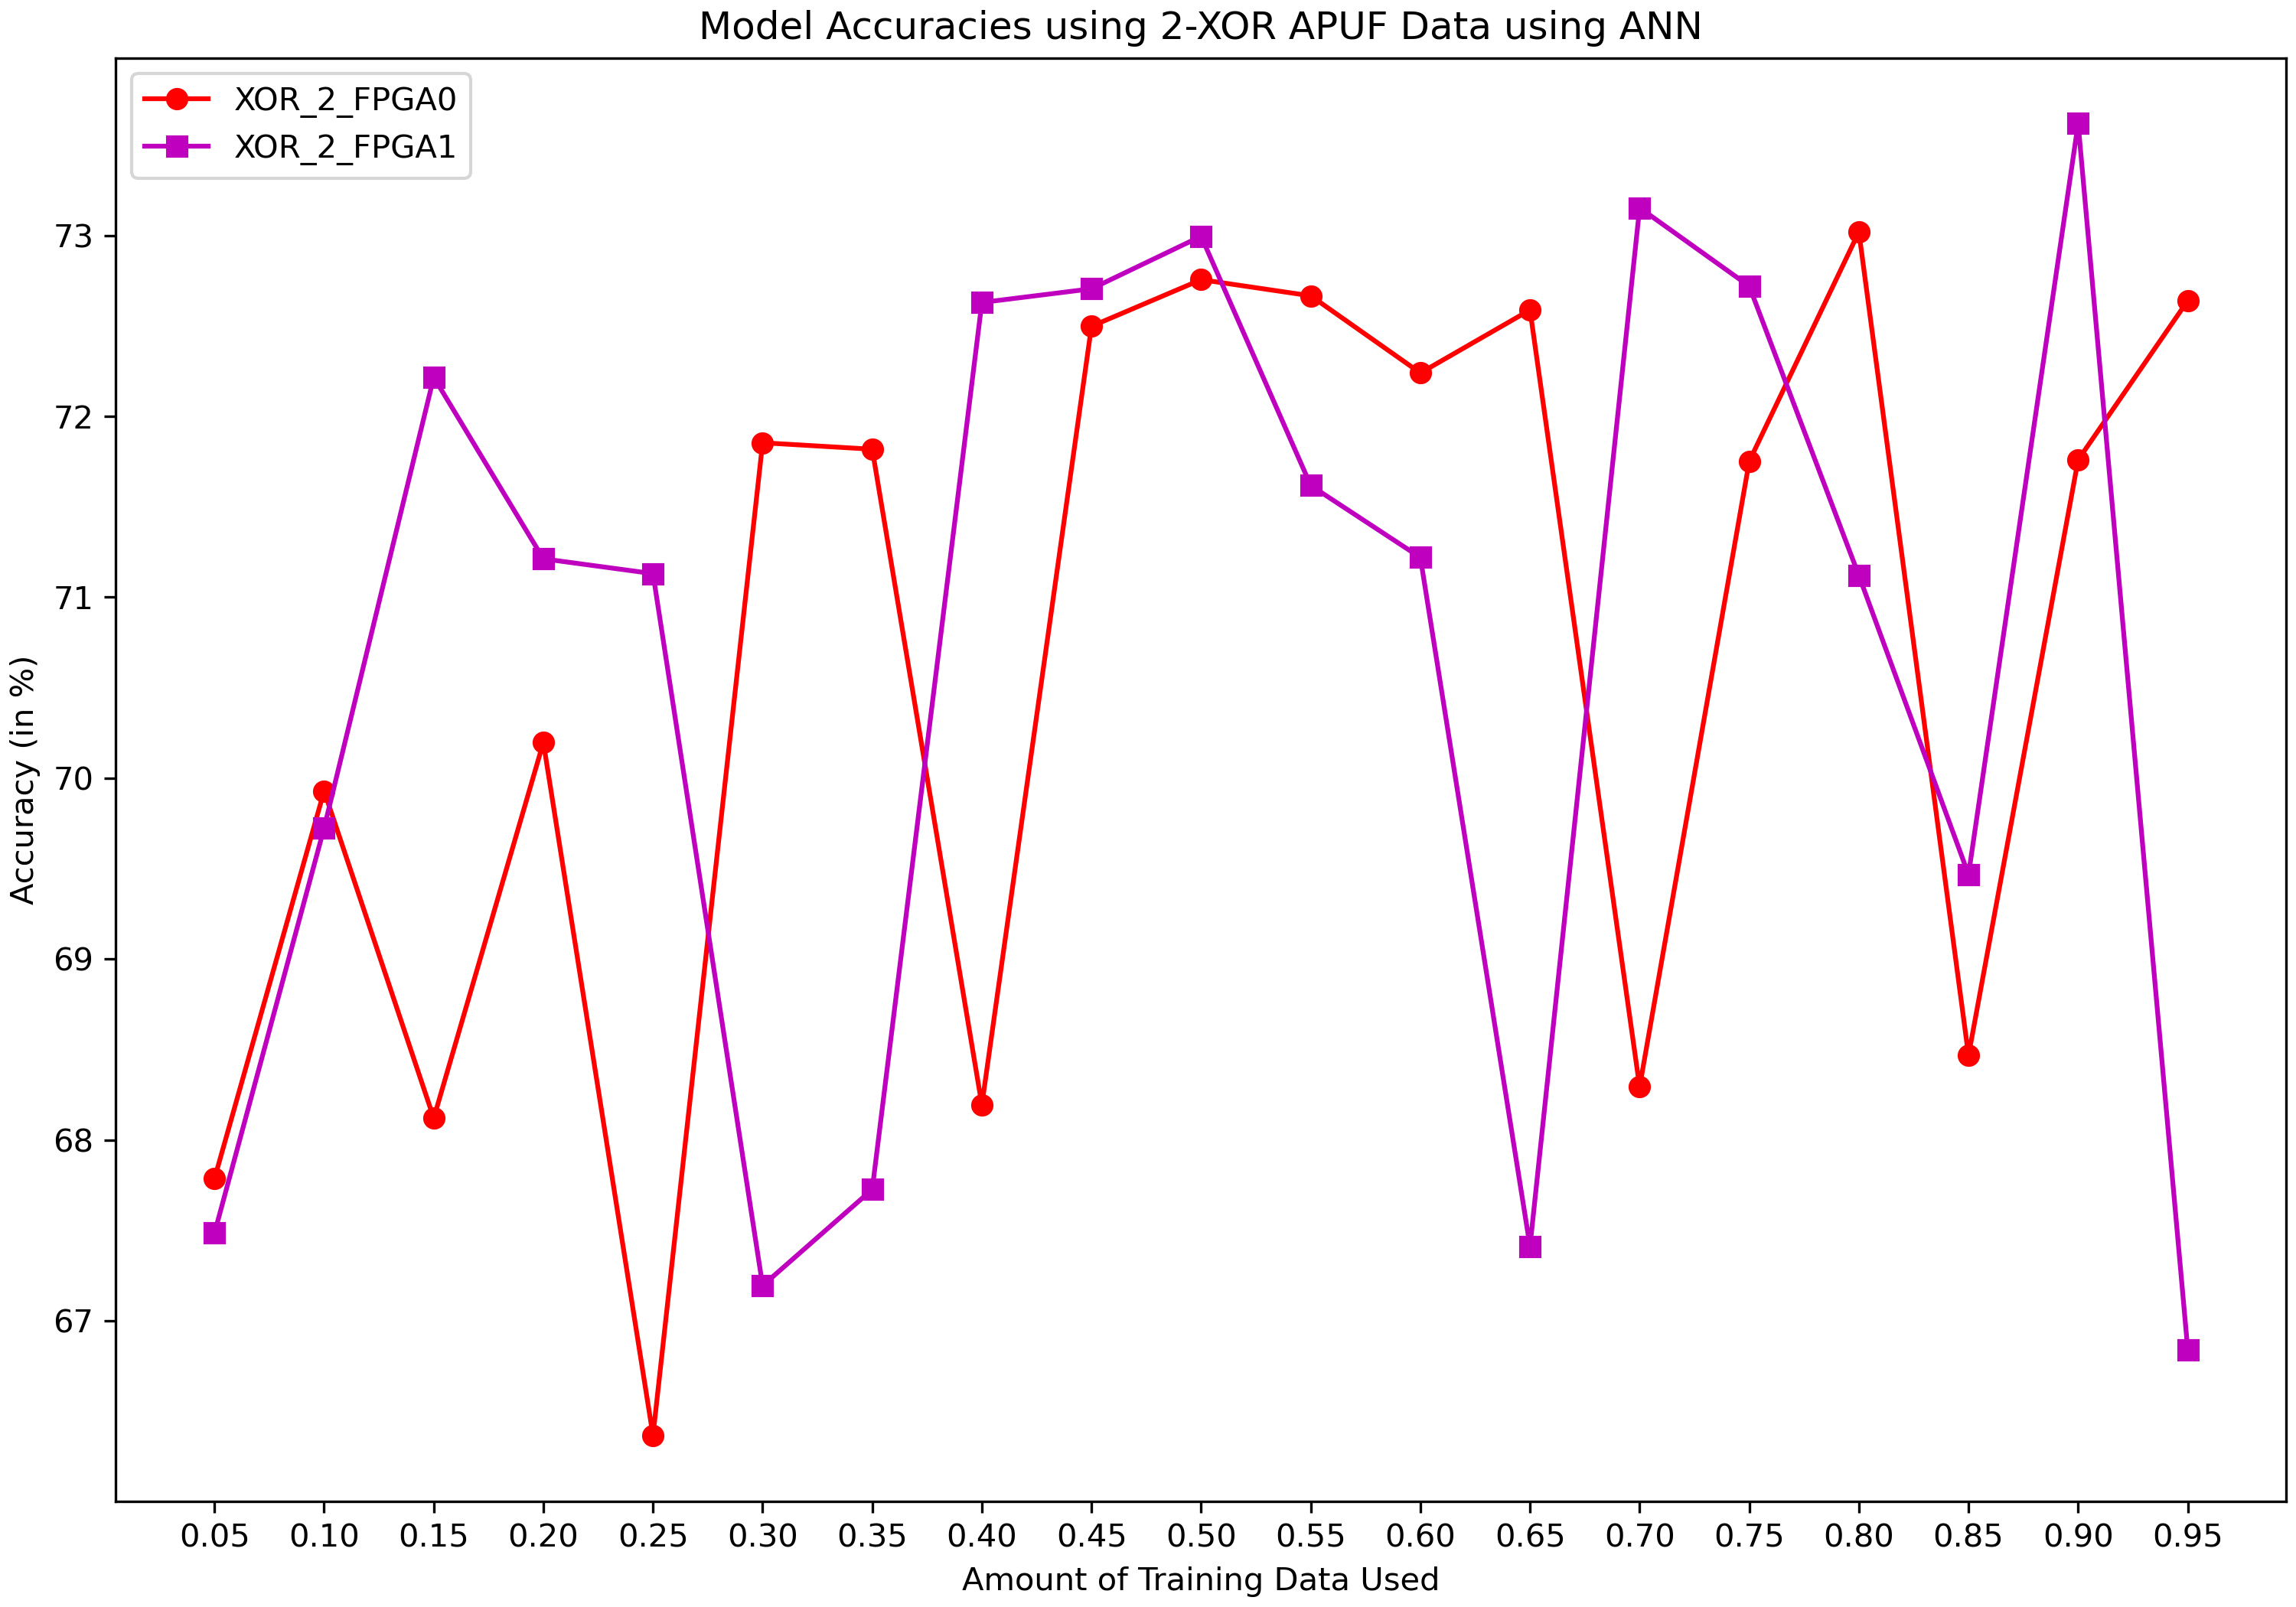 Model Accuracies using 2-XOR APUF Data using ANN
XOR_2_FPGA0
XOR_2_FPGA1
73
72
71
70
69
68
67
Accuracy (in %)
0.05 0.10 0.15 0.20 0.25 0.30 0.35 0.40 0.45 0.50 0.55 0.60 0.65 0.70 0.75 0.80 0.85 0.90 0.95
Amount of Training Data Used